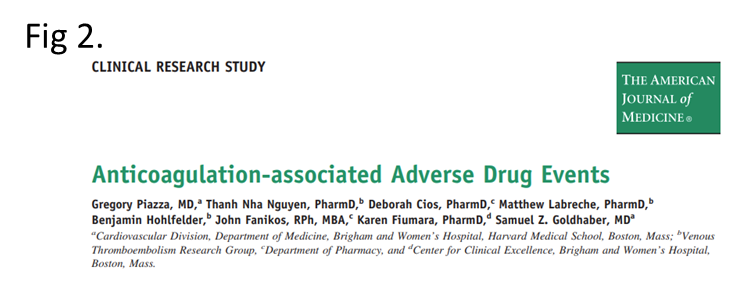 Fig 2.
CLINICAL RESEARCH STUDY
THE AMERICAN
JOURNAL of
MEDICINE ®
Anticoagulation-associated Adverse Drug Events
Gregory Piazza, MD,a Thanh Nha Nguyen, PharmD,b Deborah Cios, PharmD,c Matthew Labreche, PharmD,b
Benjamin Hohlfelder,b John Fanikos, RPh, MBA,c Karen Fiumara, PharmD,d Samuel Z. Goldhaber, MDa
aCardiovascular Division, Department of Medicine, Brigham and Women's Hospital, Harvard Medical School, Boston, Mass; bVenous
Thromboembolism Research Group, cDepartment of Pharmacy, and dCenter for Clinical Excellence, Brigham and Women's Hospital,
Boston, Mass.